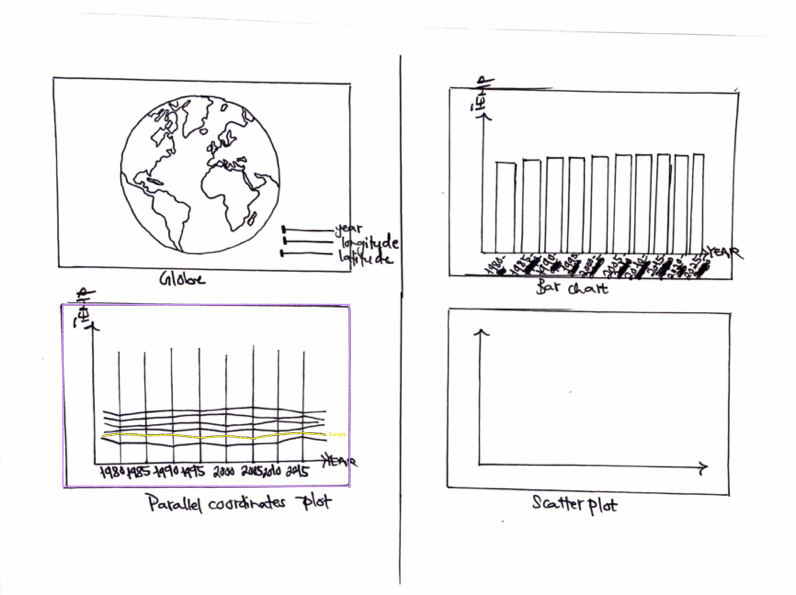 year
longitude
latitude
Globe
TEMP
YEAR
1980-
1985-
1990-
1995-
2000-
2005-
2010-
2015
2020-
2025-
Bar chart
TEMP
YEAR
1980 1985 1990 1995 2000 2005 2010 2015
Parallel coordinates plot
Scatter plot